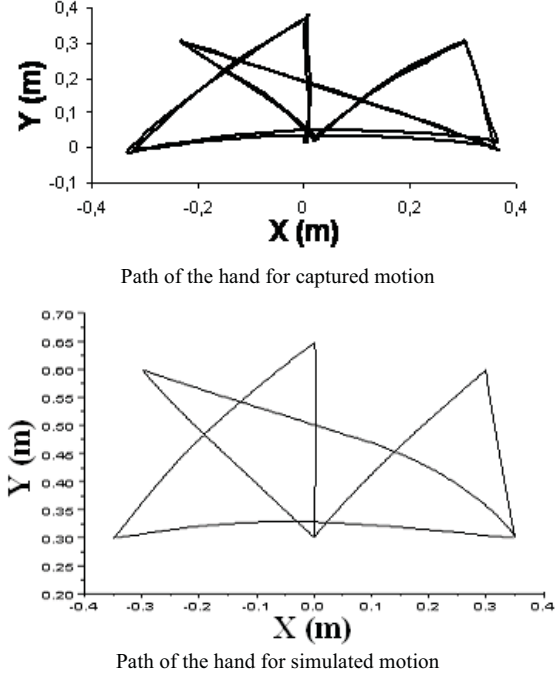 0,4
0,3
0,2
0,1
0
-0,1
Y (m)
-0,4 -0,2 0 0,2 0,4
X (m)
Path of the hand for captured motion
0.70
0.65
0.60
0.55
0.50
0.45
0.40
0.35
0.30
0.25
0.20
Y (m)
-0.4 -0.3 -0.2 -0.1 0.0 0.1 0.2 0.3 0.4
X (m)
Path of the hand for simulated motion